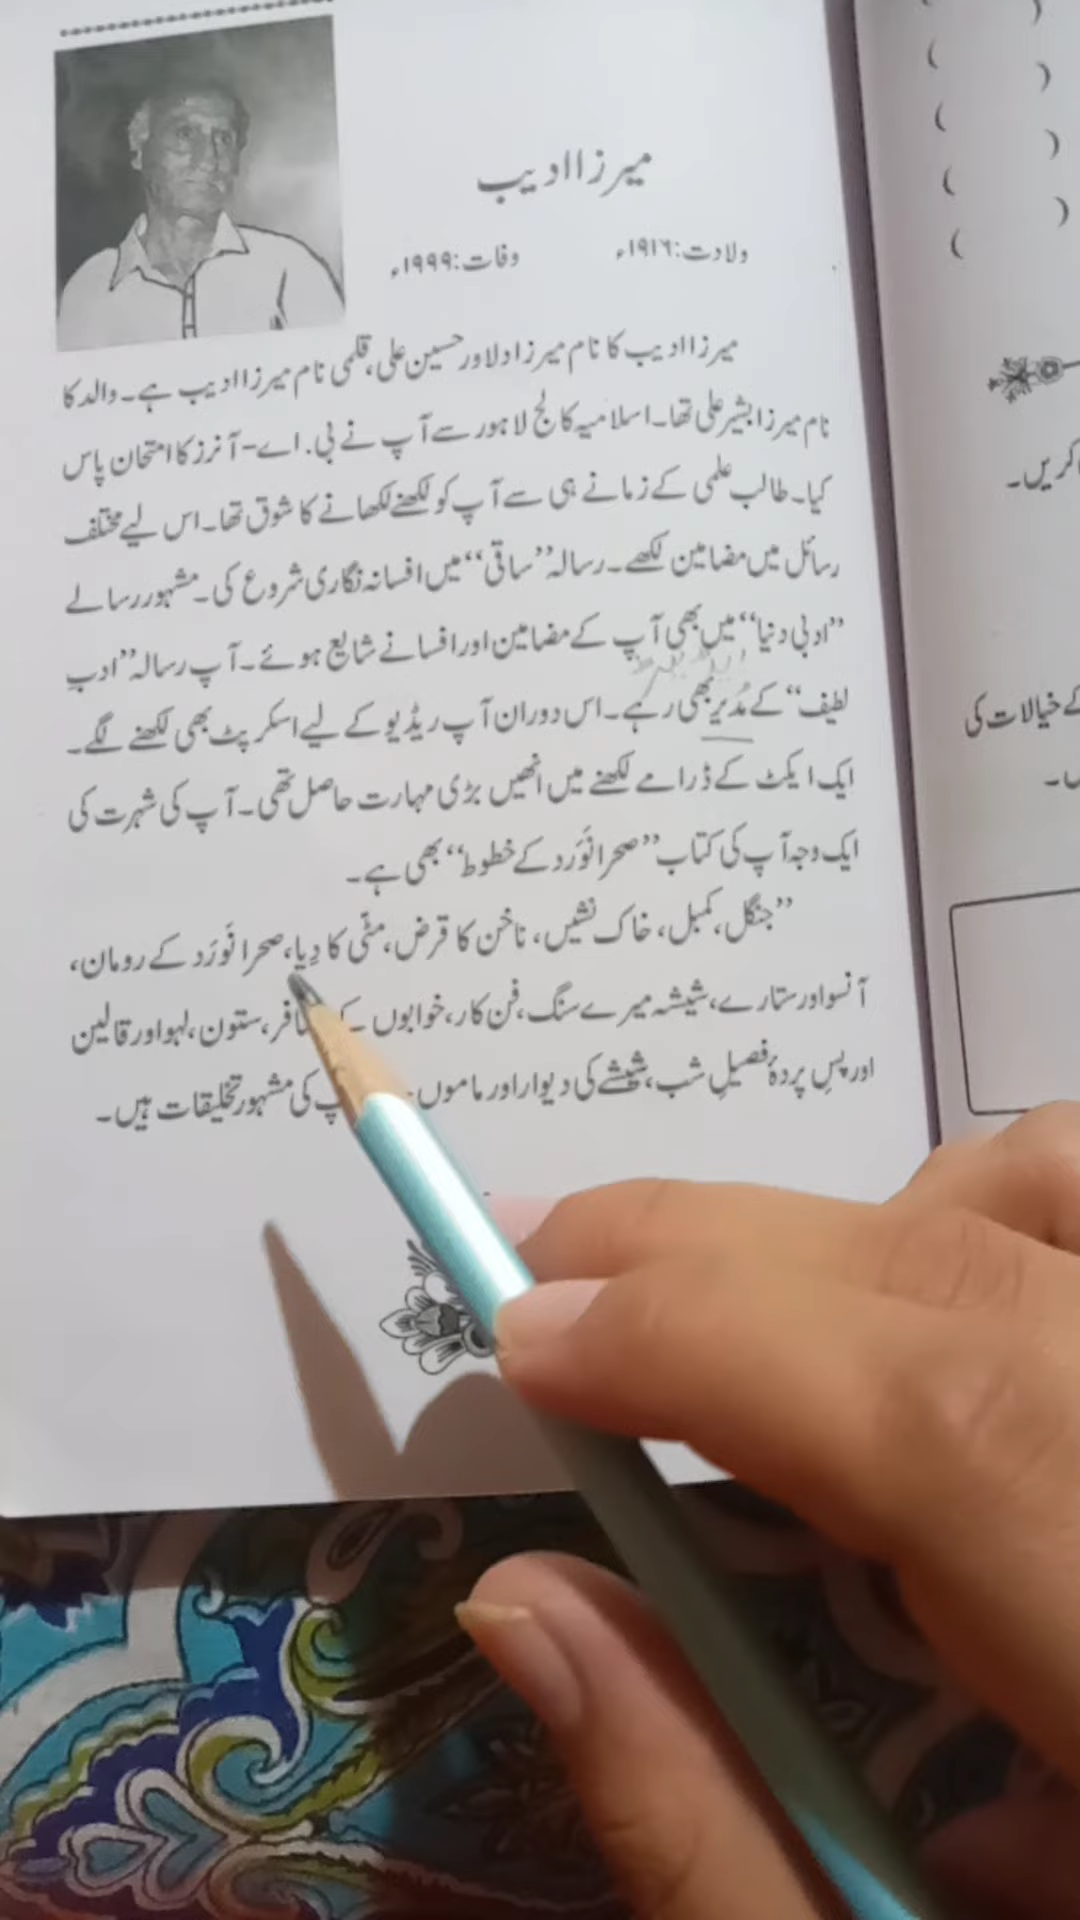 میرزا ادیب
ولادت: ۱۹۱۶ء وفات: ۱۹۹۹ء
میرزا ادیب کا نام میرزا دلاور حسین علی، قلمی نام میرزا ادیب ہے۔ والد کا
نام میرزا بشیر علی تھا۔ اسلامیہ کالج لاہور سے آپ نے بی. اے-آنرز کا امتحان پاس
کیا۔ طالب علمی کے زمانے ہی سے آپ کو لکھنے لکھانے کا شوق تھا۔ اس لیے مختلف
رسائل میں مضامین لکھے۔ رسالہ ”ساقی“ میں افسانہ نگاری شروع کی۔ مشہور رسالے
”ادبی دنیا“ میں بھی آپ کے مضامین اور افسانے شایع ہوئے۔ آپ رسالہ ”ادبِ
لطیف“ کے مُدیر بھی رہے۔ اس دوران آپ ریڈیو کے لیے اسکرپٹ بھی لکھنے لگے۔
ایک ایکٹ کے ڈرامے لکھنے میں انھیں بڑی مہارت حاصل تھی۔ آپ کی شہرت کی
ایک وجہ آپ کی کتاب ”صحرا نَوَرد کے خطوط“ بھی ہے۔
”جنگل، کمبل، خاک نشیں، ناخن کا قرض، مٹّی کا دِیا، صحرا نَوَرد کے رومان،
آنسو اور ستارے، شیشہ میرے سنگ، فن کار، خوابوں ستون، لہو اور قالین
اور پسِ پردۂ فصیلِ شب، شیشے کی دیوار اور ماموں کی مشہور تخلیقات ہیں۔
کریں۔
کے خیالات کی